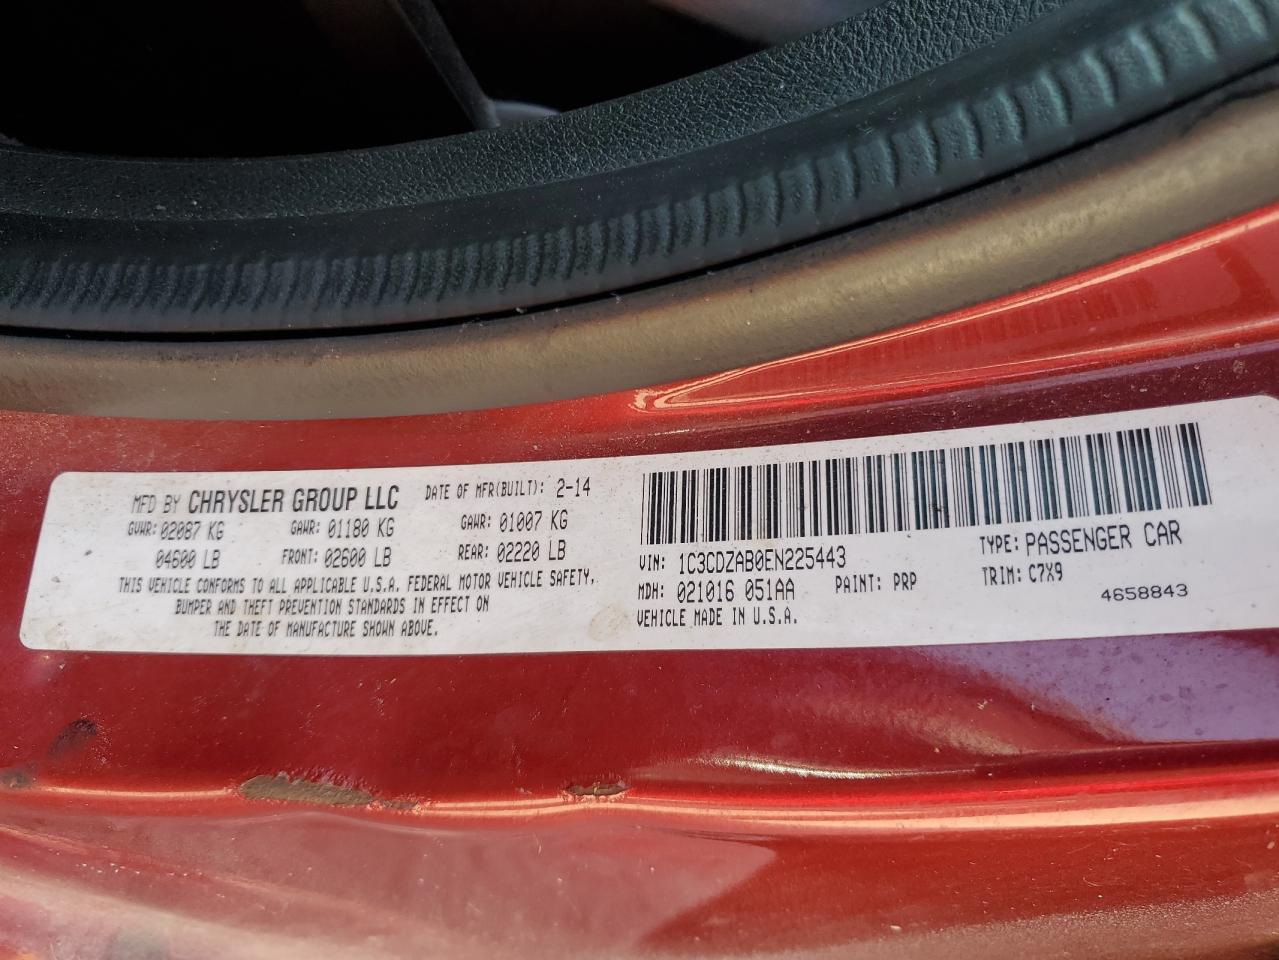 MFD BY CHRYSLER GROUP LLC DATE OF MFR(BUILT): 2-14
GVWR: 02087 KG GAWR: 01180 KG GAWR: 01007 KG
04600 LB FRONT: 02600 LB REAR: 02220 LB
THIS VEHICLE CONFORMS TO ALL APPLICABLE U.S.A. FEDERAL MOTOR VEHICLE SAFETY,
BUMPER AND THEFT PREVENTION STANDARDS IN EFFECT ON
THE DATE OF MANUFACTURE SHOWN ABOVE.
VIN: 1C3CDZAB0EN225443 TYPE: PASSENGER CAR
MDH: 021016 051AA PAINT: PRP TRIM: C7X9
VEHICLE MADE IN U.S.A. 4658843